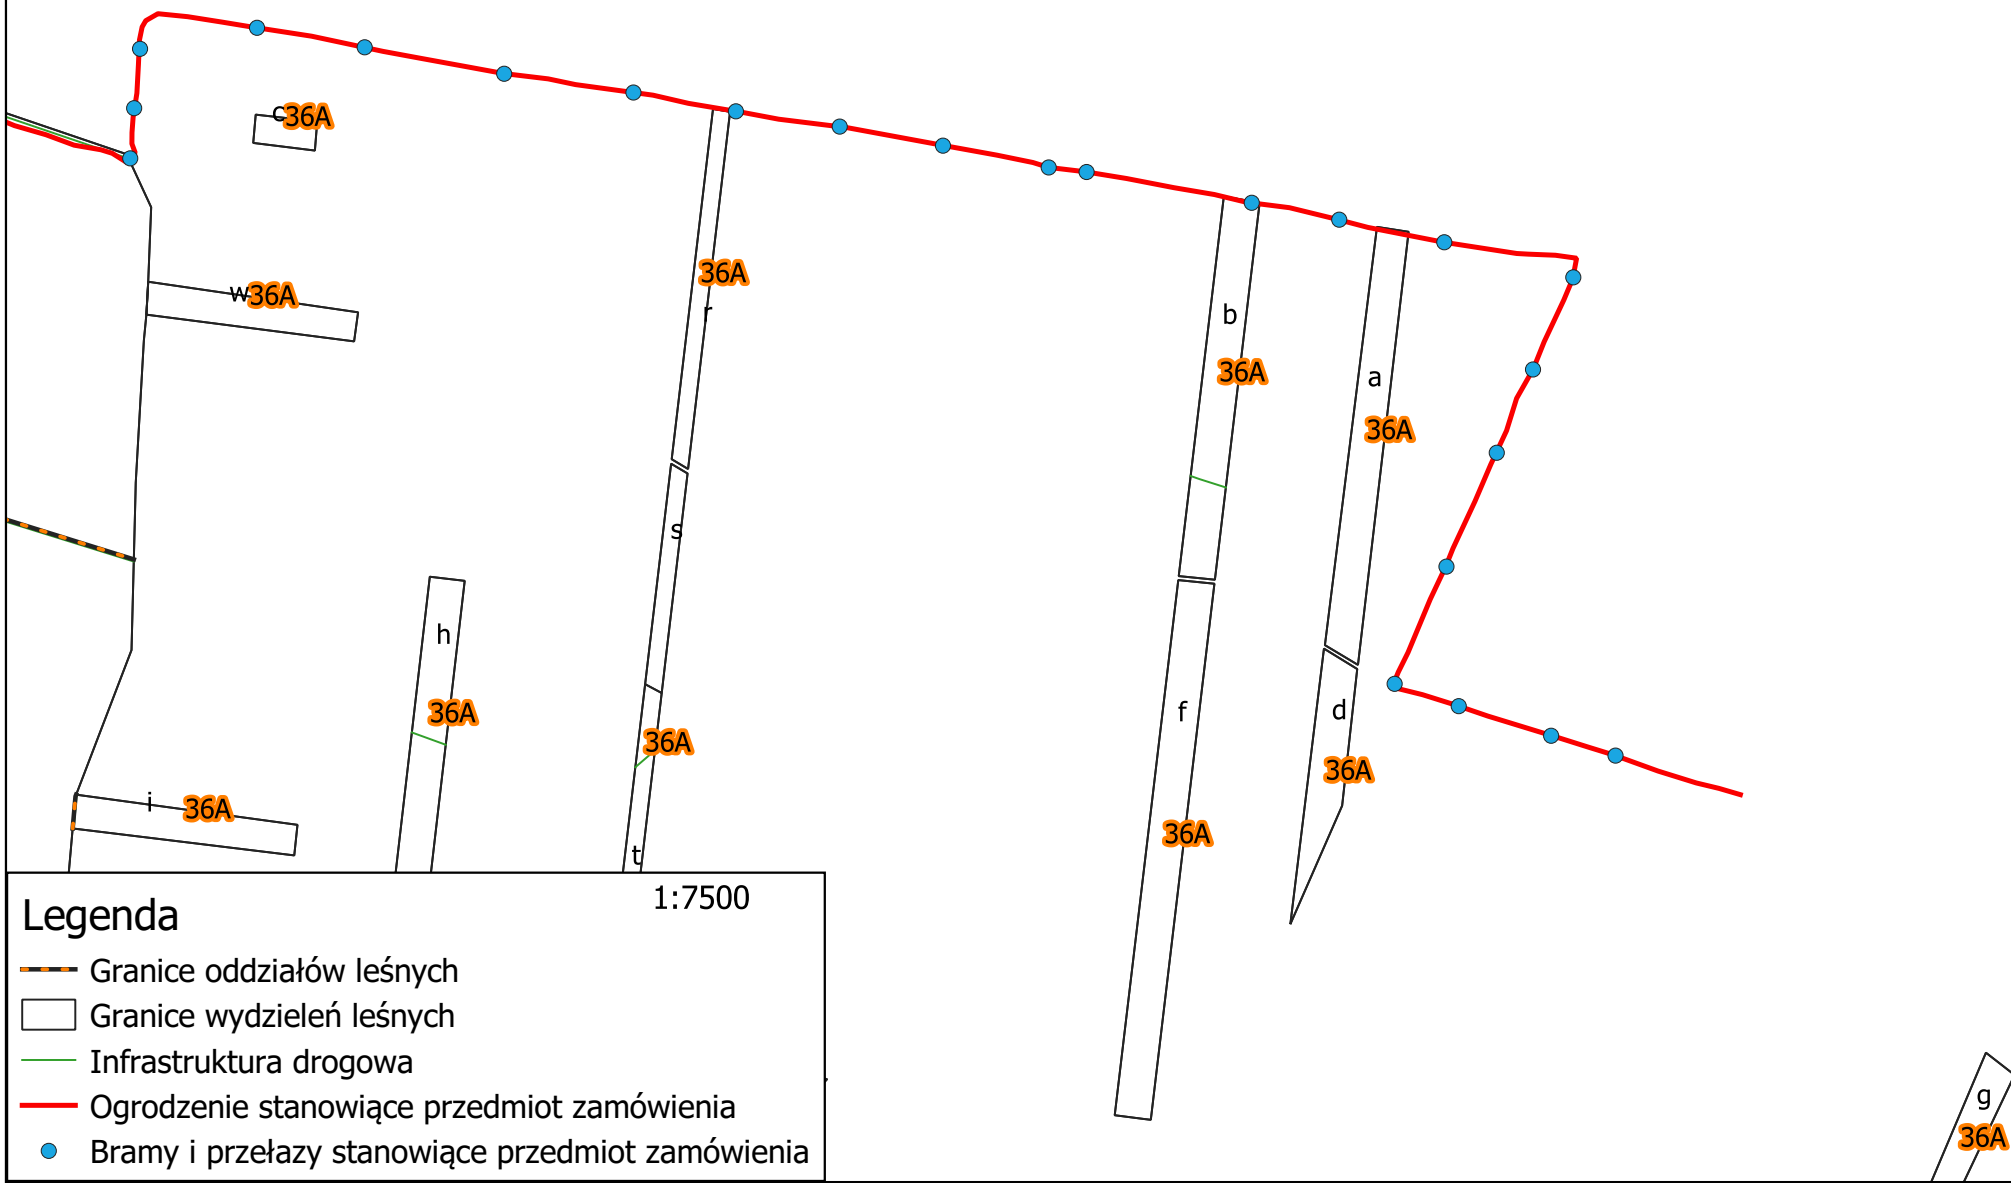 c36A
w36A
36A
r
b
36A
a
36A
s
h
36A
36A
f
d
36A
i 36A
36A
t
1:7500
Legenda
Granice oddziałów leśnych
Granice wydzieleń leśnych
Infrastruktura drogowa
Ogrodzenie stanowiące przedmiot zamówienia
Bramy i przełazy stanowiące przedmiot zamówienia
g
36A